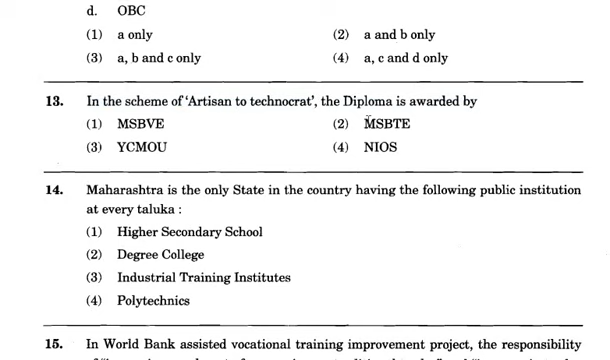 d. OBC
(1) a only (2) a and b only
(3) a, b and c only (4) a, c and d only
13. In the scheme of ‘Artisan to technocrat’, the Diploma is awarded by
(1) MSBVE (2) MSBTE
(3) YCMOU (4) NIOS
14. Maharashtra is the only State in the country having the following public institution
at every taluka :
(1) Higher Secondary School
(2) Degree College
(3) Industrial Training Institutes
(4) Polytechnics
15. In World Bank assisted vocational training improvement project, the responsibility